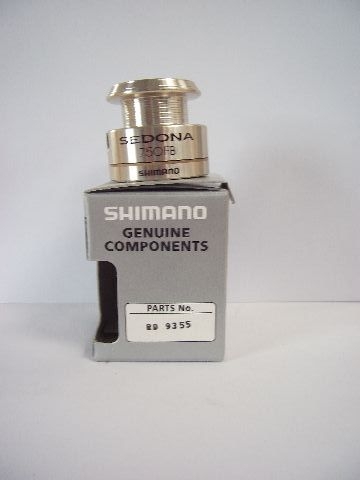 SEDONA
750FB
SHIMANO
SHIMANO
GENUINE
COMPONENTS
PARTS No.
RD 9355